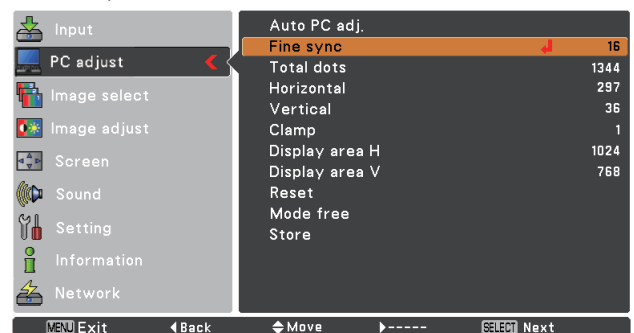 Input
PC adjust
Image select
Image adjust
Screen
Sound
Setting
Information
Network
Auto PC adj.
Fine sync 16
Total dots 1344
Horizontal 297
Vertical 36
Clamp 1
Display area H 1024
Display area V 768
Reset
Mode free
Store
MENU Exit Back Move ----- SELECT Next